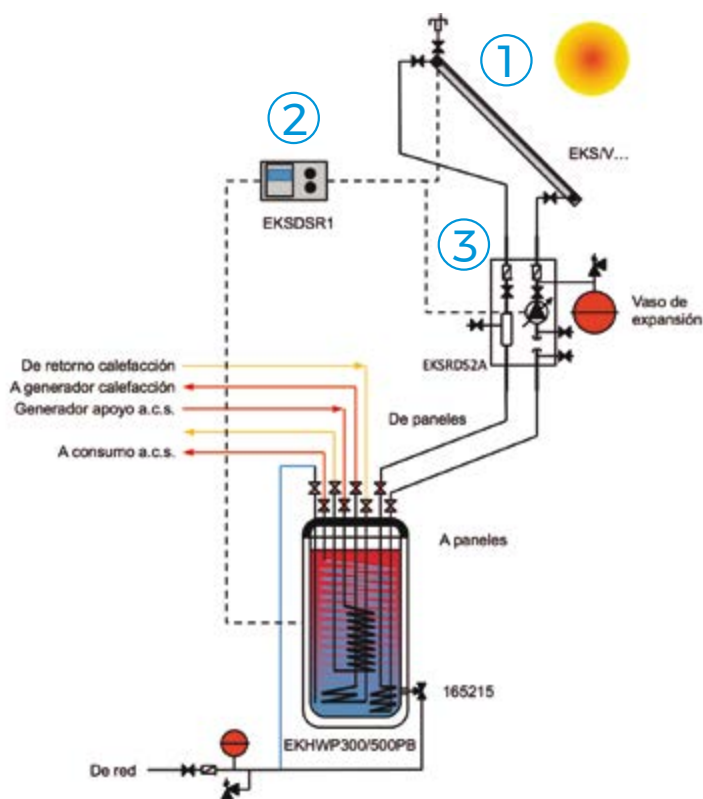 1
2
EKS/V...
EKSDSR1
3
Vaso de
expansión
EKSRDS2A
De retorno calefacción
A generador calefacción
Generador apoyo a.c.s.
De paneles
A consumo a.c.s.
A paneles
165215
EKHWP300/500PB
De red